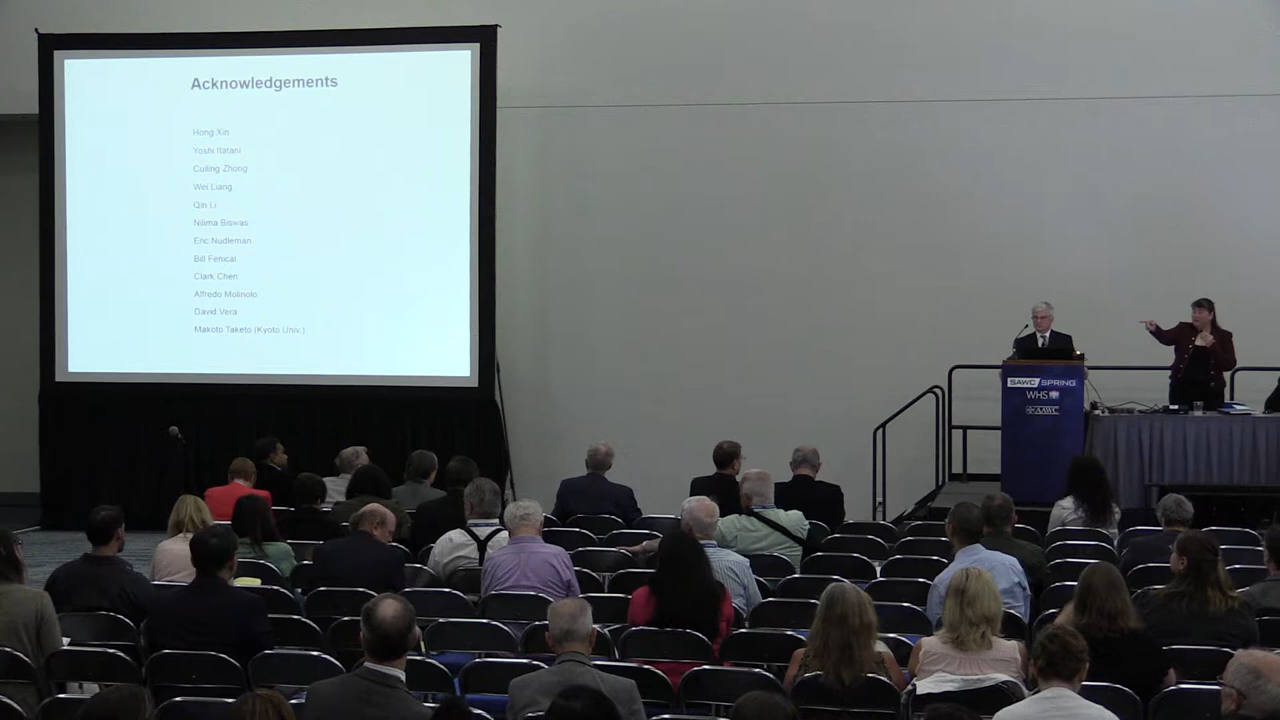 Acknowledgements
Hong Xin
Yoshi Itatani
Cuiling Zhong
Wei Liang
Qin Li
Nilima Biswas
Eric Nudleman
Bill Fenical
Clark Chen
Alfredo Molinolo
David Vera
Makoto Taketo (Kyoto Univ.)
SAWC SPRING
WHS
AAWC